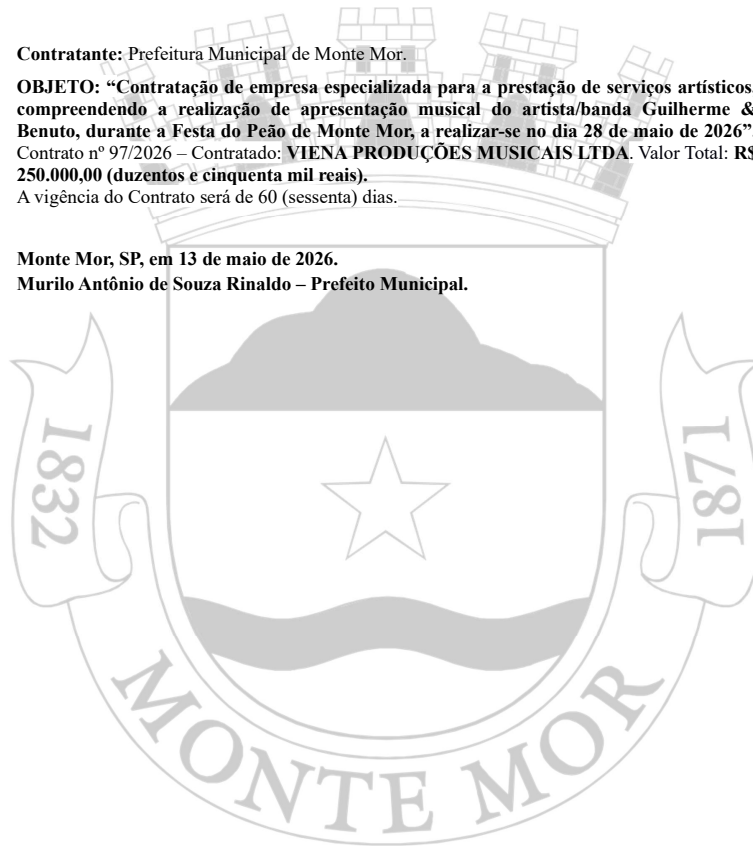 Contratante: Prefeitura Municipal de Monte Mor.
OBJETO: “Contratação de empresa especializada para a prestação de serviços artísticos,
compreendendo a realização de apresentação musical do artista/banda Guilherme &
Benuto, durante a Festa do Peão de Monte Mor, a realizar-se no dia 28 de maio de 2026”.
Contrato nº 97/2026 – Contratado: VIENA PRODUÇÕES MUSICAIS LTDA. Valor Total: R$
250.000,00 (duzentos e cinquenta mil reais).
A vigência do Contrato será de 60 (sessenta) dias.
Monte Mor, SP, em 13 de maio de 2026.
Murilo Antônio de Souza Rinaldo – Prefeito Municipal.
1832
1871
MONTE MOR